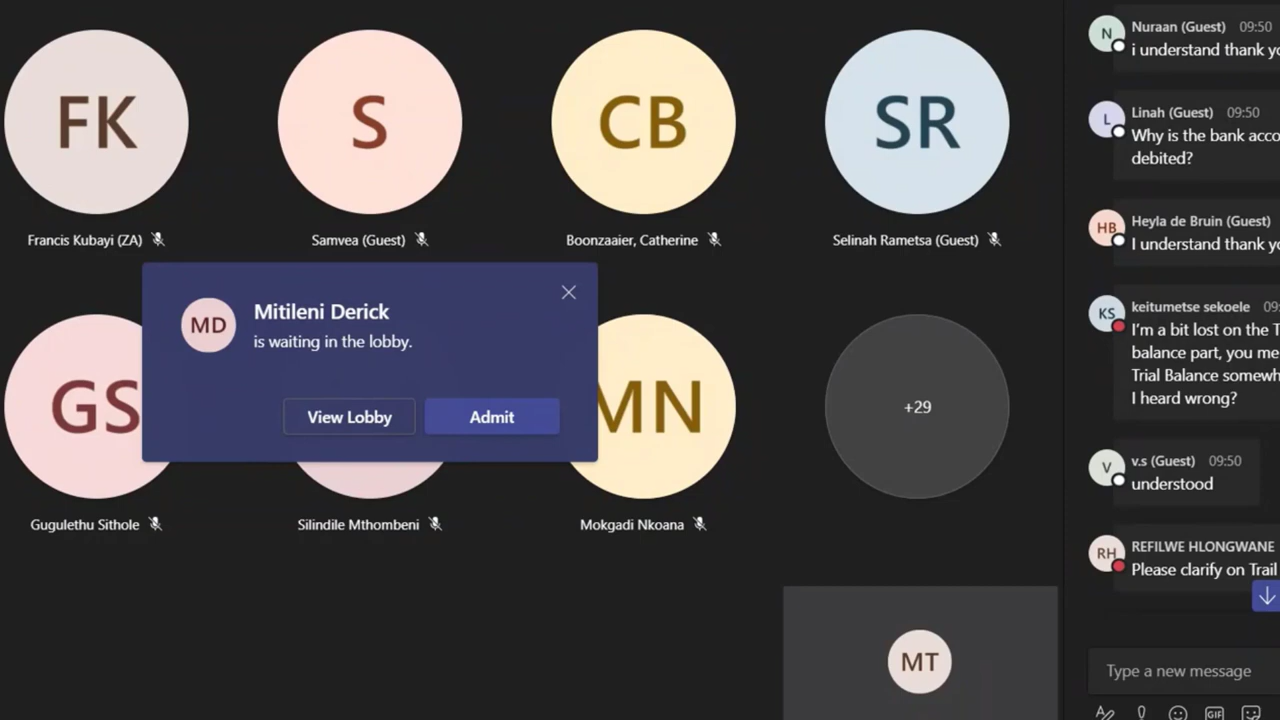 FK
S
CB
SR
Francis Kubayi (ZA)
Samvea (Guest)
Boonzaaier, Catherine
Selinah Rametsa (Guest)
MD
Mitileni Derick
is waiting in the lobby.
View Lobby
Admit
GS
MN
+29
Gugulethu Sithole
Silindile Mthombeni
Mokgadi Nkoana
MT
N
Nuraan (Guest) 09:50
i understand thank
L
Linah (Guest) 09:50
Why is the bank
debited?
HB
Heyla de Bruin (Guest)
I understand thank
KS
keitumetse sekoele
I'm a bit lost on the
balance part, you
Trial Balance
I heard wrong?
V
v.s (Guest) 09:50
understood
RH
REFILWE HLONGWANE
Please clarify on Trail
Type a new message
GIF